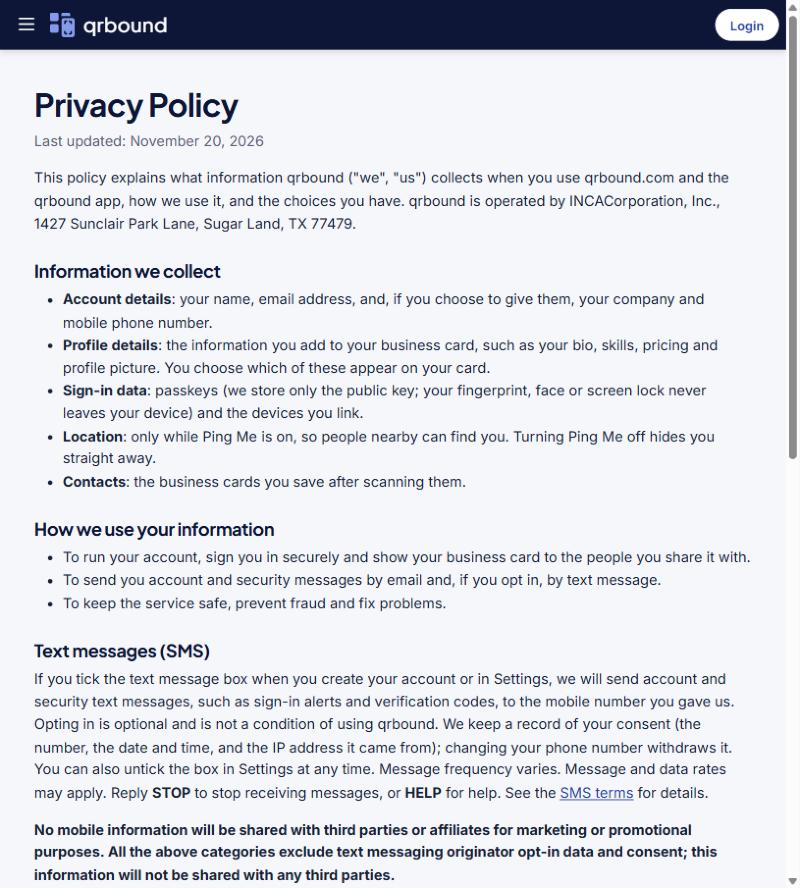 qrbound
Login
Privacy Policy
Last updated: November 20, 2026
This policy explains what information qrbound ("we", "us") collects when you use qrbound.com and the
qrbound app, how we use it, and the choices you have. qrbound is operated by INCACorporation, Inc.,
1427 Sunclair Park Lane, Sugar Land, TX 77479.
Information we collect
• Account details: your name, email address, and, if you choose to give them, your company and
mobile phone number.
• Profile details: the information you add to your business card, such as your bio, skills, pricing and
profile picture. You choose which of these appear on your card.
• Sign-in data: passkeys (we store only the public key; your fingerprint, face or screen lock never
leaves your device) and the devices you link.
• Location: only while Ping Me is on, so people nearby can find you. Turning Ping Me off hides you
straight away.
• Contacts: the business cards you save after scanning them.
How we use your information
• To run your account, sign you in securely and show your business card to the people you share it with.
• To send you account and security messages by email and, if you opt in, by text message.
• To keep the service safe, prevent fraud and fix problems.
Text messages (SMS)
If you tick the text message box when you create your account or in Settings, we will send account and
security text messages, such as sign-in alerts and verification codes, to the mobile number you gave us.
Opting in is optional and is not a condition of using qrbound. We keep a record of your consent (the
number, the date and time, and the IP address it came from); changing your phone number withdraws it.
You can also untick the box in Settings at any time. Message frequency varies. Message and data rates
may apply. Reply STOP to stop receiving messages, or HELP for help. See the SMS terms for details.
No mobile information will be shared with third parties or affiliates for marketing or promotional
purposes. All the above categories exclude text messaging originator opt-in data and consent; this
information will not be shared with any third parties.